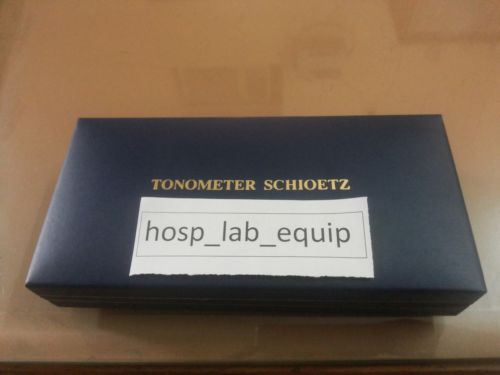 TONOMETER SCHIOETZ
hosp_lab_equip